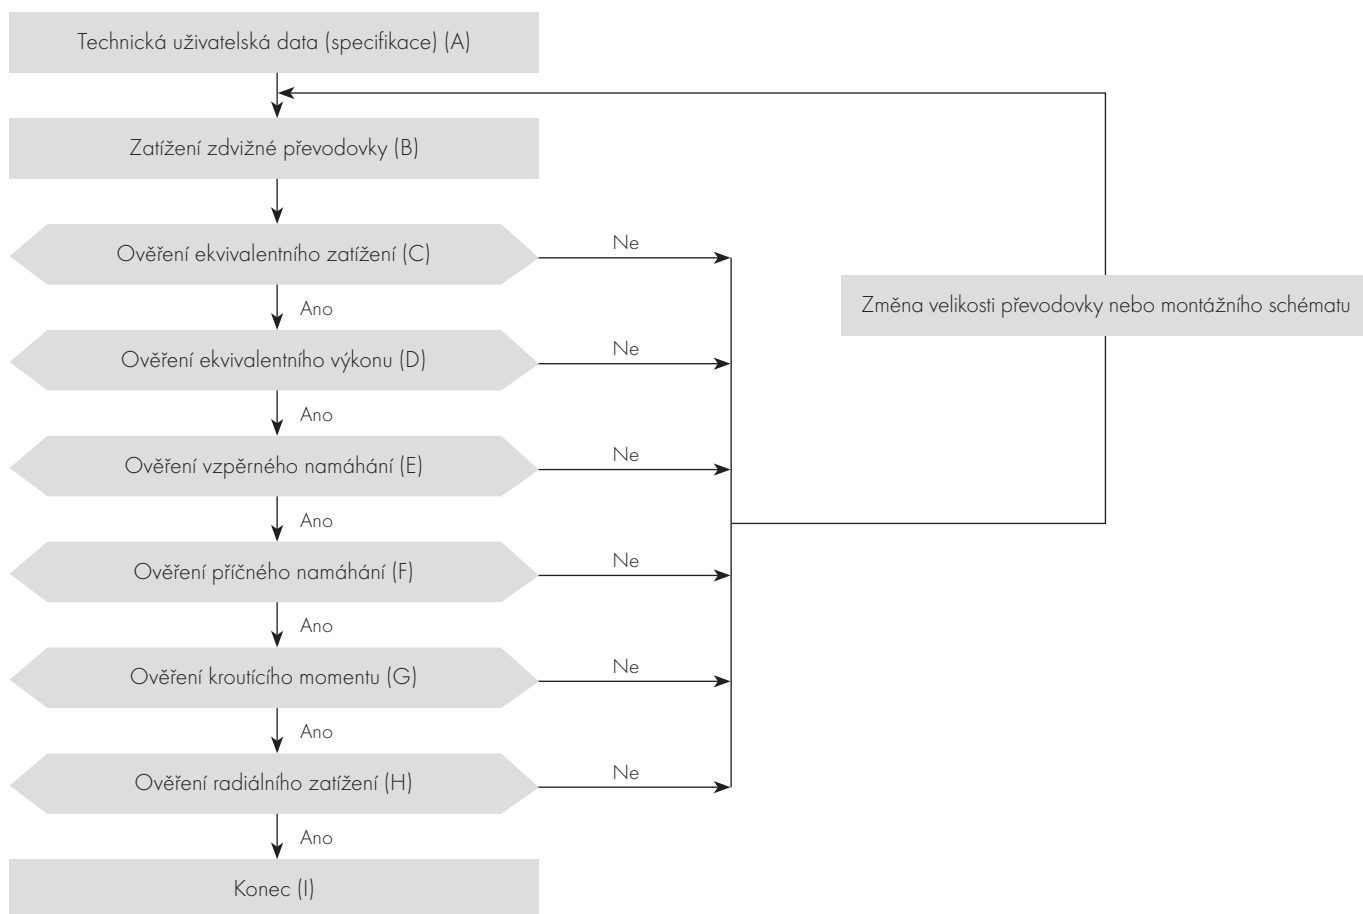 Technická uživatelská data (specifikace) (A)
Zatížení zdvižné převodovky (B)
Ověření ekvivalentního zatížení (C)
Ne
Změna velikosti převodovky nebo montážního schématu
Ano
Ověření ekvivalentního výkonu (D)
Ne
Ano
Ověření vzpěrného namáhání (E)
Ne
Ano
Ověření příčného namáhání (F)
Ne
Ano
Ověření kroutícího momentu (G)
Ne
Ano
Ověření radiálního zatížení (H)
Ne
Ano
Konec (I)